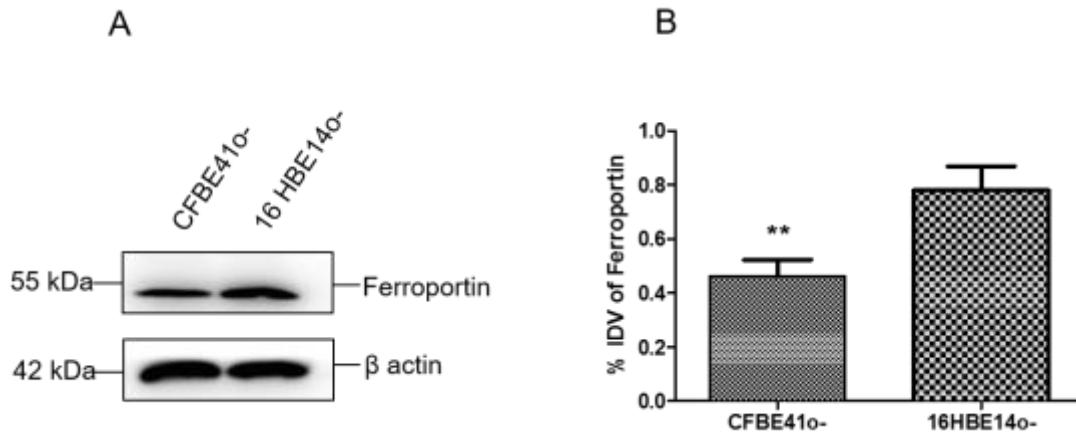 A
CFBE41o-
16 HBE14o-
55 kDa
Ferroportin
42 kDa
β actin
B
% IDV of Ferroportin
1.0
0.8
0.6
0.4
0.2
0.0
**
CFBE41o-
16HBE14o-